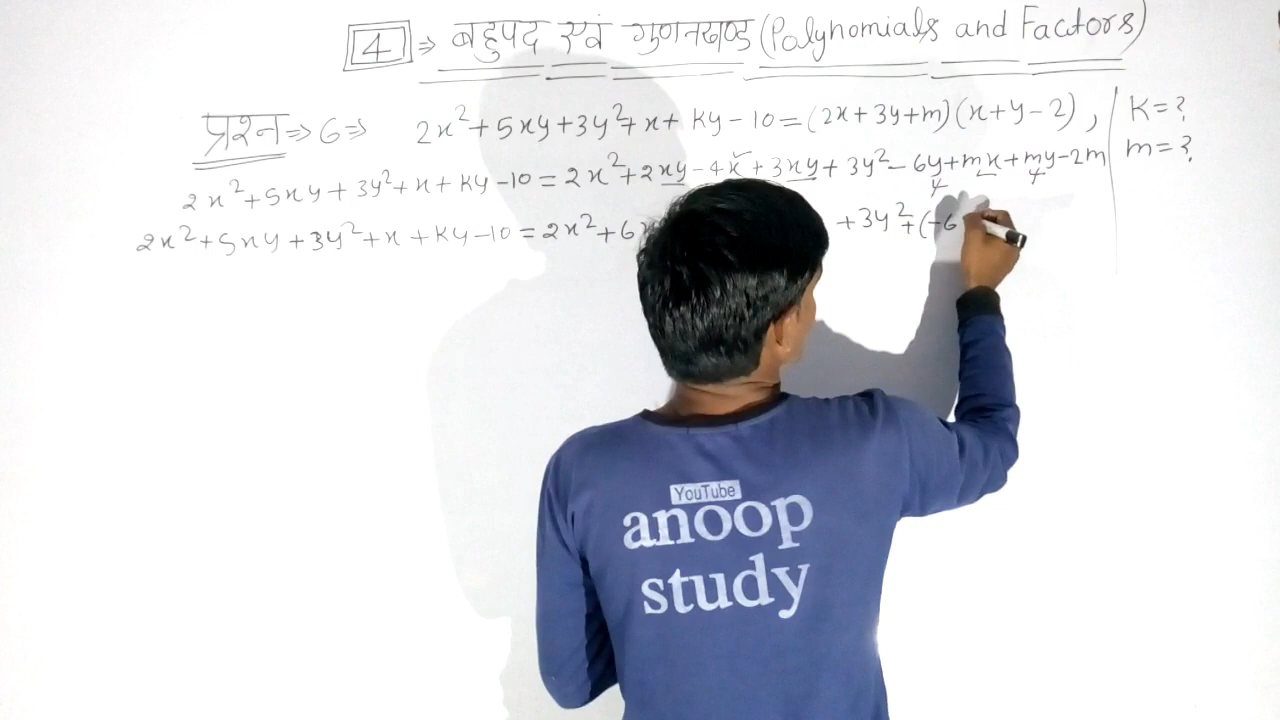 4 ⇒ बहुपद एवं गुणनखण्ड (Polynomials and Factors)
प्रश्न ⇒ 6 ⇒ 2x² + 5xy + 3y² + x + ky - 10 = (2x + 3y + m)(x + y - 2), k = ?
m = ?
2x² + 5xy + 3y² + x + ky - 10 = 2x² + 2xy - 4x + 3xy + 3y² - 6y + mx + my - 2m
2x² + 5xy + 3y² + x + ky - 10 = 2x² + 6x + 3y² + (-6
YouTube
anoop
study